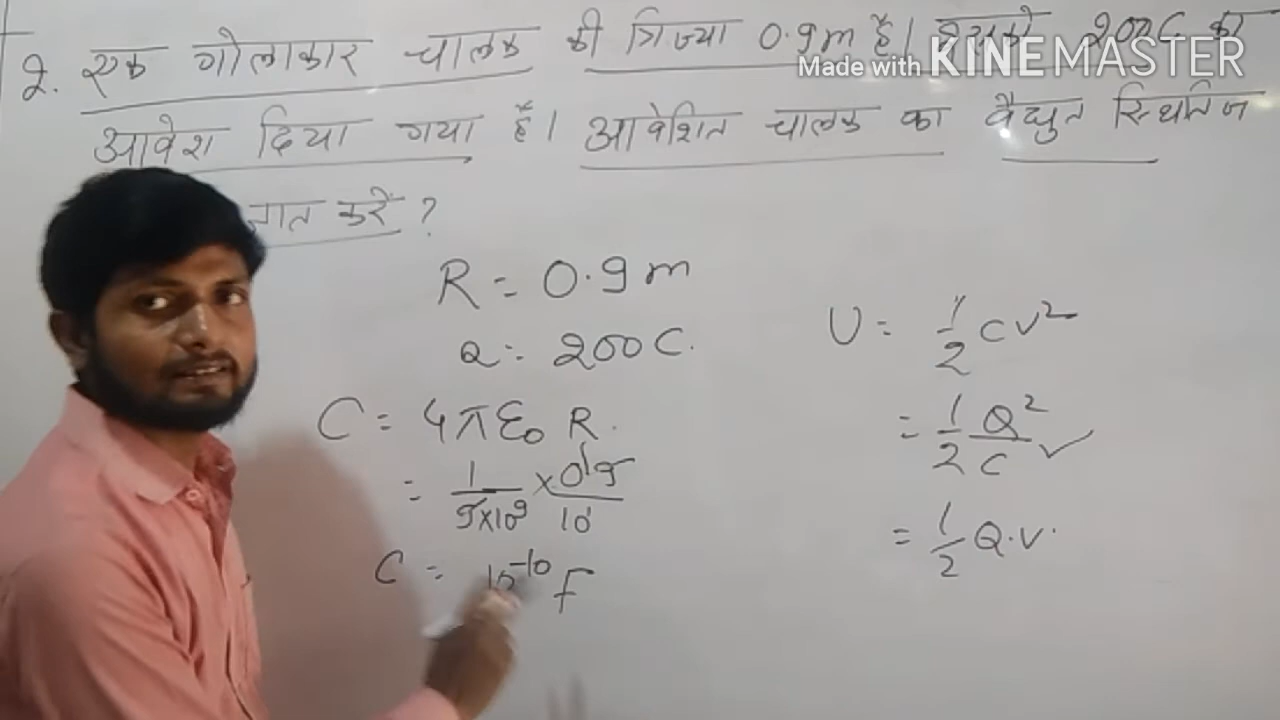 2. एक गोलाकार चालक की त्रिज्या 0.9m है। इसको 200C का
Made with KINEMASTER
आवेश दिया गया है। आवेशित चालक का वैद्युत स्थितिज
ज्ञात करें ?
R = 0.9m
Q = 200C.
C = 4πε₀ R.
= 1/9×10⁹ × 0.9/10
C = 10⁻¹⁰ F
U = 1/2 CV²
= 1/2 Q²/C ✓
= 1/2 Q.V.